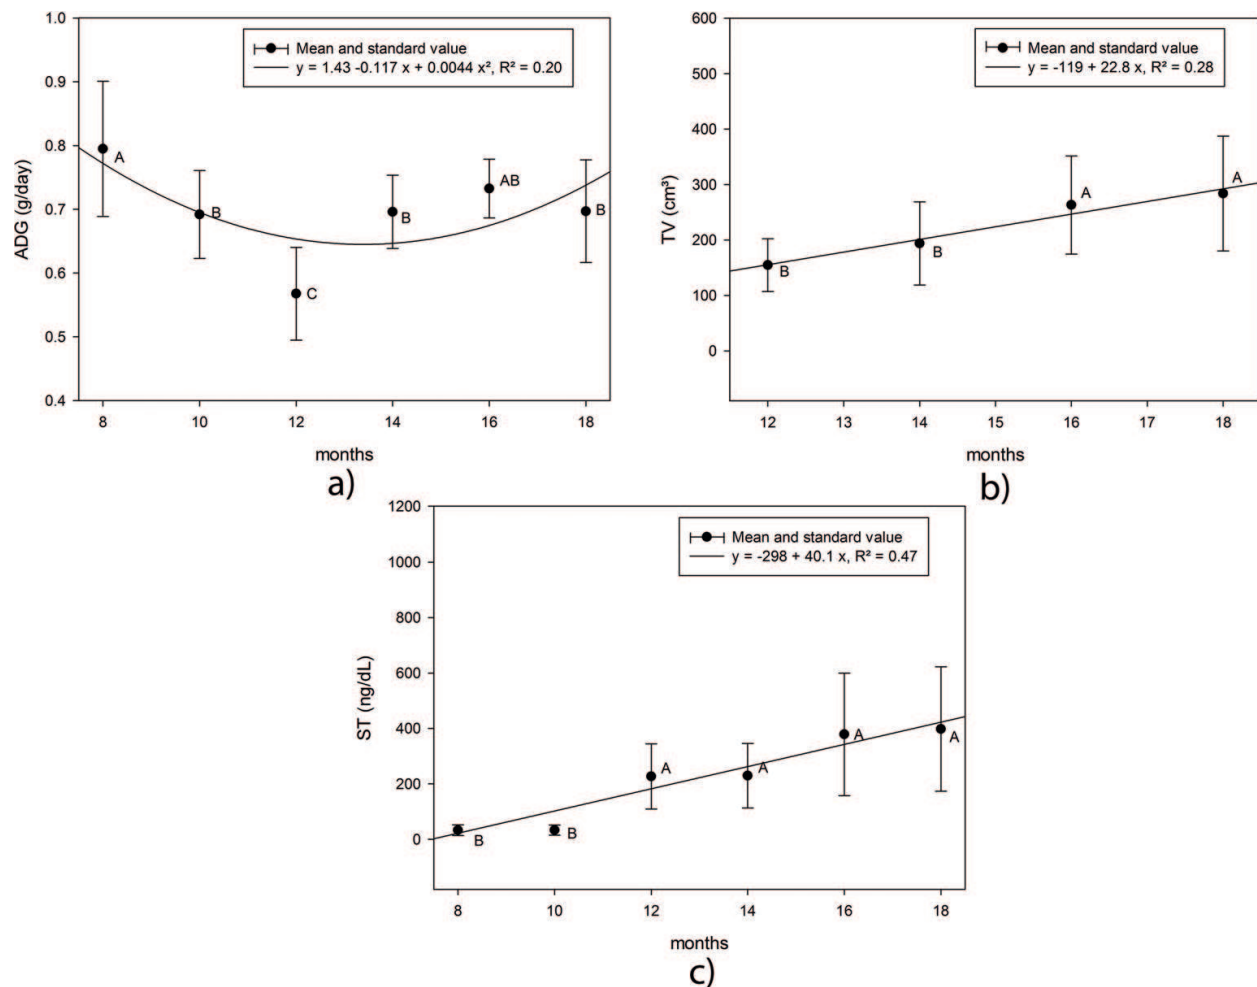 1.0
0.9
0.8
0.7
0.6
0.5
0.4
ADG (g/day)
Mean and standard value
y = 1.43 -0.117 x + 0.0044 x², R² = 0.20
A
B
C
B
AB
B
8
10
12
14
16
18
months
a)
600
500
400
300
200
100
0
TV (cm³)
Mean and standard value
y = -119 + 22.8 x, R² = 0.28
B
B
A
A
12
13
14
15
16
17
18
months
b)
1200
1000
800
600
400
200
0
ST (ng/dL)
Mean and standard value
y = -298 + 40.1 x, R² = 0.47
B
B
A
A
A
A
8
10
12
14
16
18
months
c)